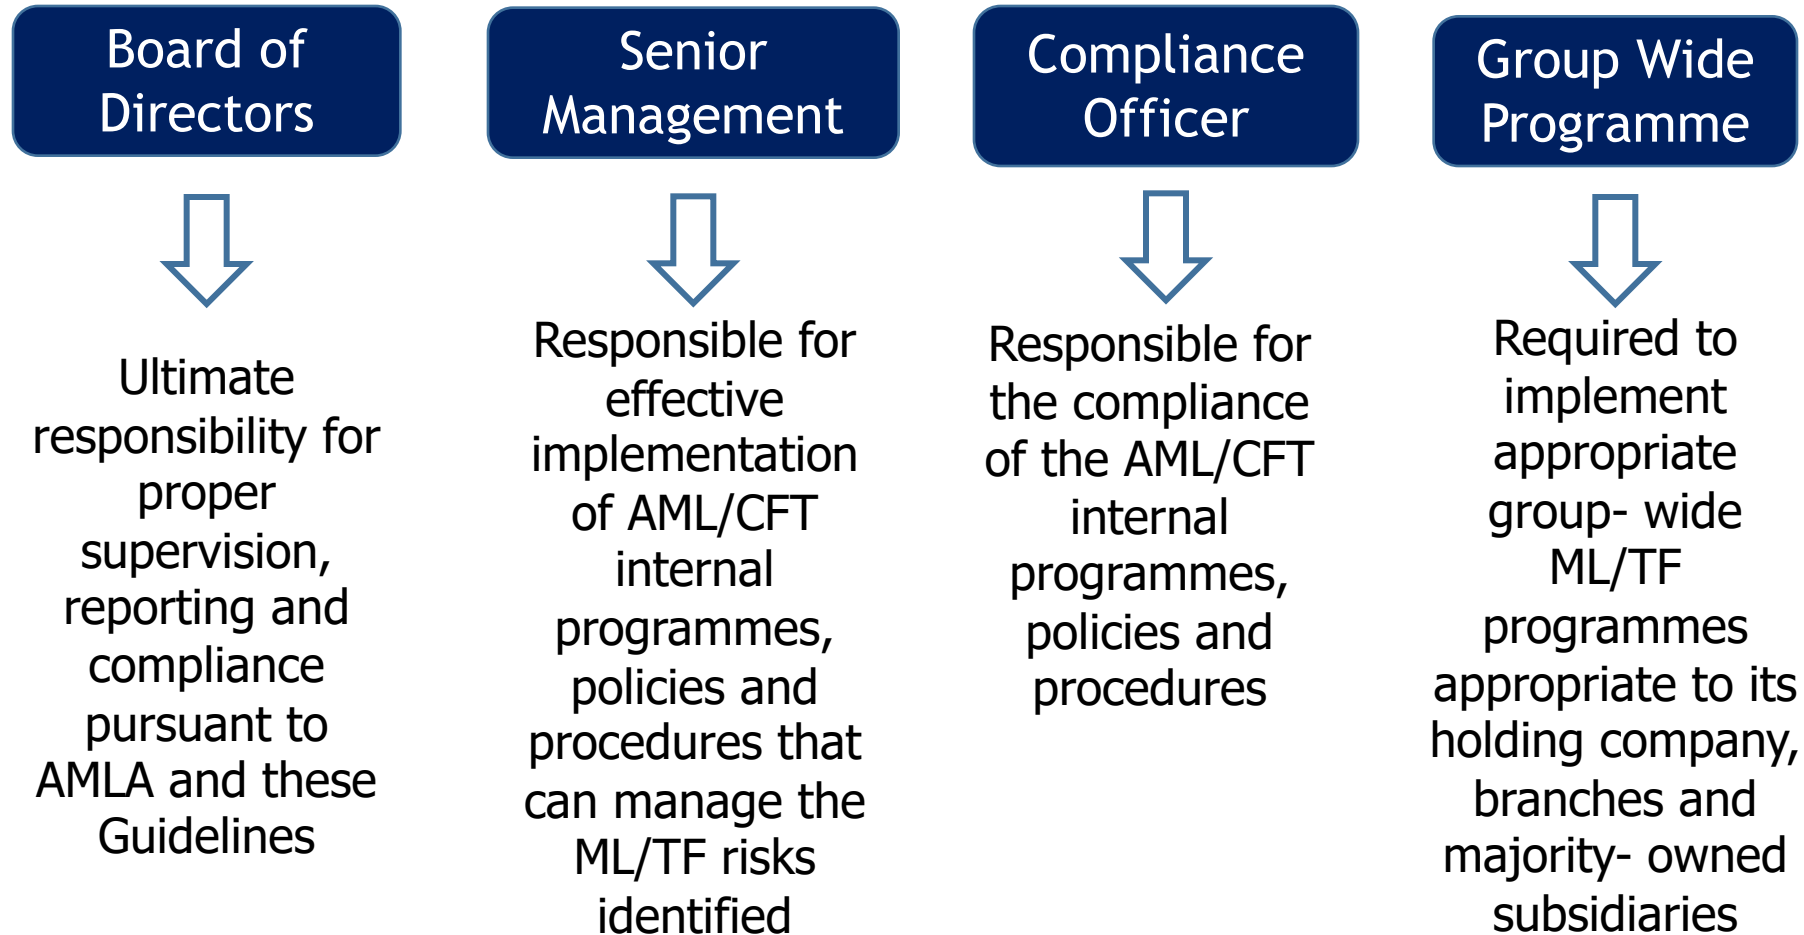 Board of
Directors
Ultimate
responsibility for
proper
supervision,
reporting and
compliance
pursuant to
AMLA and these
Guidelines
Senior
Management
Responsible for
effective
implementation
of AML/CFT
internal
programmes,
policies and
procedures that
can manage the
ML/TF risks
identified
Compliance
Officer
Responsible for
the compliance
of the AML/CFT
internal
programmes,
policies and
procedures
Group Wide
Programme
Required to
implement
appropriate
group- wide
ML/TF
programmes
appropriate to its
holding company,
branches and
majority- owned
subsidiaries